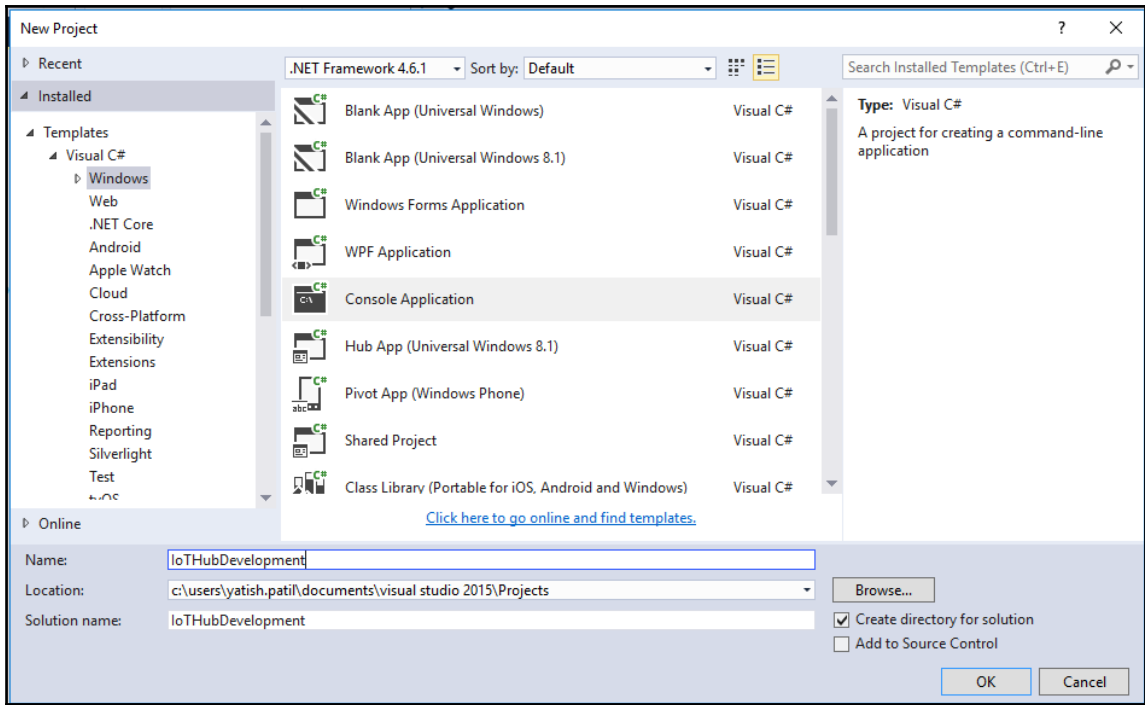 New Project
?
Recent
.NET Framework 4.6.1
Sort by: Default
Search Installed Templates (Ctrl+E)
Installed
Templates
Visual C#
Windows
Web
.NET Core
Android
Apple Watch
Cloud
Cross-Platform
Extensibility
Extensions
iPad
iPhone
Reporting
Silverlight
Test
tvOS
Online
C# Blank App (Universal Windows) Visual C#
C# Blank App (Universal Windows 8.1) Visual C#
C# Windows Forms Application Visual C#
C# WPF Application Visual C#
C# C:\ Console Application Visual C#
C# Hub App (Universal Windows 8.1) Visual C#
C# abc Pivot App (Windows Phone) Visual C#
C# Shared Project Visual C#
C# Class Library (Portable for iOS, Android and Windows) Visual C#
Click here to go online and find templates.
Type: Visual C#
A project for creating a command-line
application
Name: IoTHubDevelopment
Location: c:\users\yatish.patil\documents\visual studio 2015\Projects
Browse...
Solution name: IoTHubDevelopment
Create directory for solution
Add to Source Control
OK
Cancel